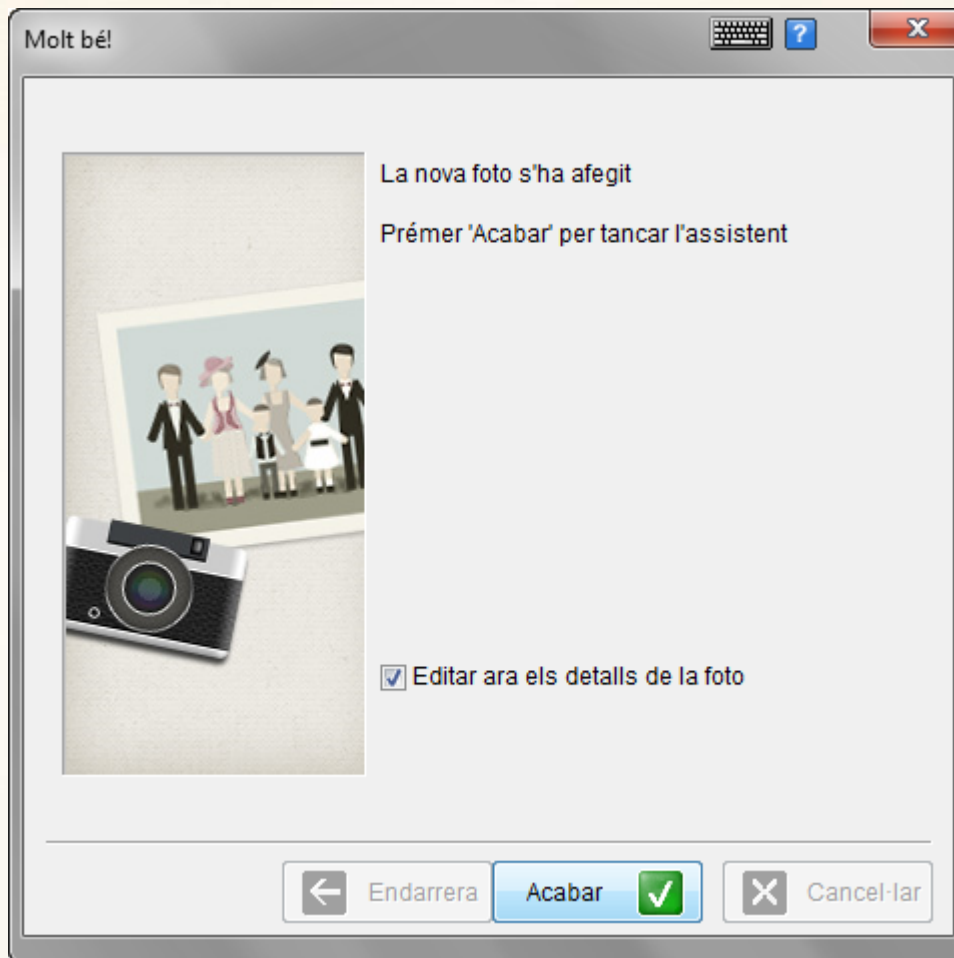 Molt bé!
?
La nova foto s'ha afegit
Prémer 'Acabar' per tancar l'assistent
Editar ara els detalls de la foto
Endarrera
Acabar
Cancel·lar